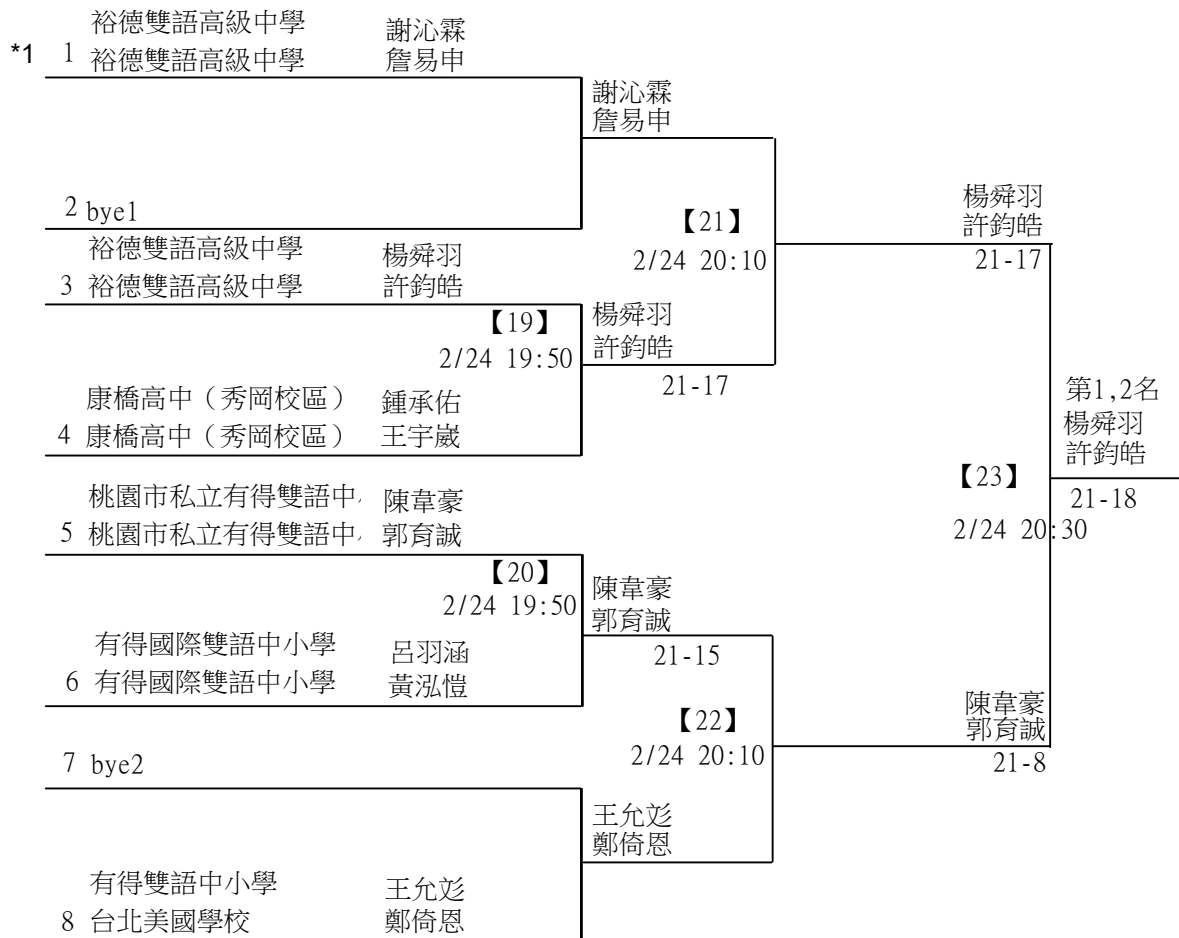 裕德雙語高級中學 謝沁霖
*1 1 裕德雙語高級中學 詹易申
謝沁霖
詹易申
2 bye1
【21】
2/24 20:10
楊舜羽
許鈞皓
21-17
裕德雙語高級中學 楊舜羽
3 裕德雙語高級中學 許鈞皓
【19】
2/24 19:50
楊舜羽
許鈞皓
21-17
康橋高中（秀岡校區） 鍾承佑
4 康橋高中（秀岡校區） 王宇崴
第1,2名
楊舜羽
許鈞皓
21-18
【23】
2/24 20:30
桃園市私立有得雙語中 陳韋豪
5 桃園市私立有得雙語中 郭育誠
【20】
2/24 19:50
陳韋豪
郭育誠
21-15
有得國際雙語中小學 呂羽涵
6 有得國際雙語中小學 黃泓愷
【22】
2/24 20:10
陳韋豪
郭育誠
21-8
7 bye2
王允彣
鄭倚恩
有得雙語中小學 王允彣
8 台北美國學校 鄭倚恩